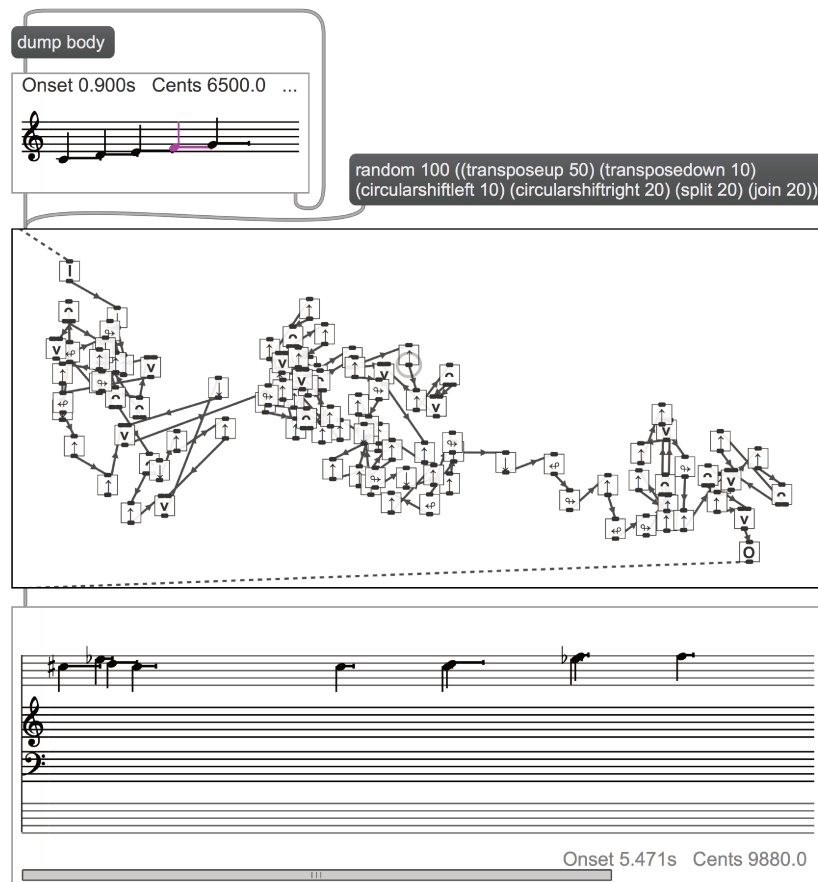 dump body
Onset 0.900s Cents 6500.0 ...
random 100 ((transposeup 50) (transposedown 10)
(circularshiftleft 10) (circularshiftright 20) (split 20) (join 20))
I
O
Onset 5.471s Cents 9880.0